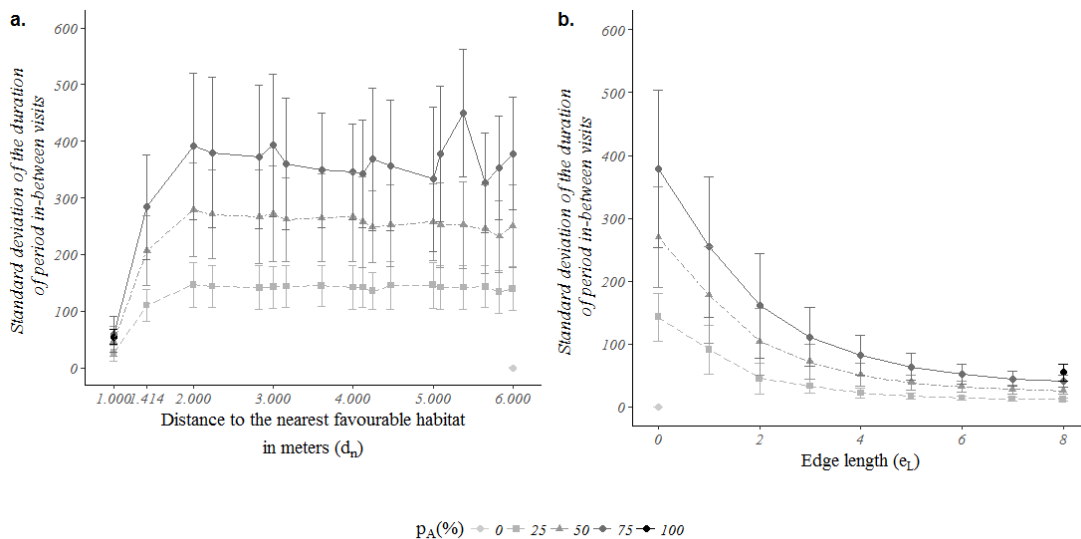 a.
Standard deviation of the duration
of period in-between visits
600
500
400
300
200
100
0
1.000 1.414 2.000 3.000 4.000 5.000 6.000
Distance to the nearest favourable habitat
in meters (dn)
b.
Standard deviation of the duration
of period in-between visits
600
500
400
300
200
100
0
0 2 4 6 8
Edge length (eL)
pA(%) 0 25 50 75 100